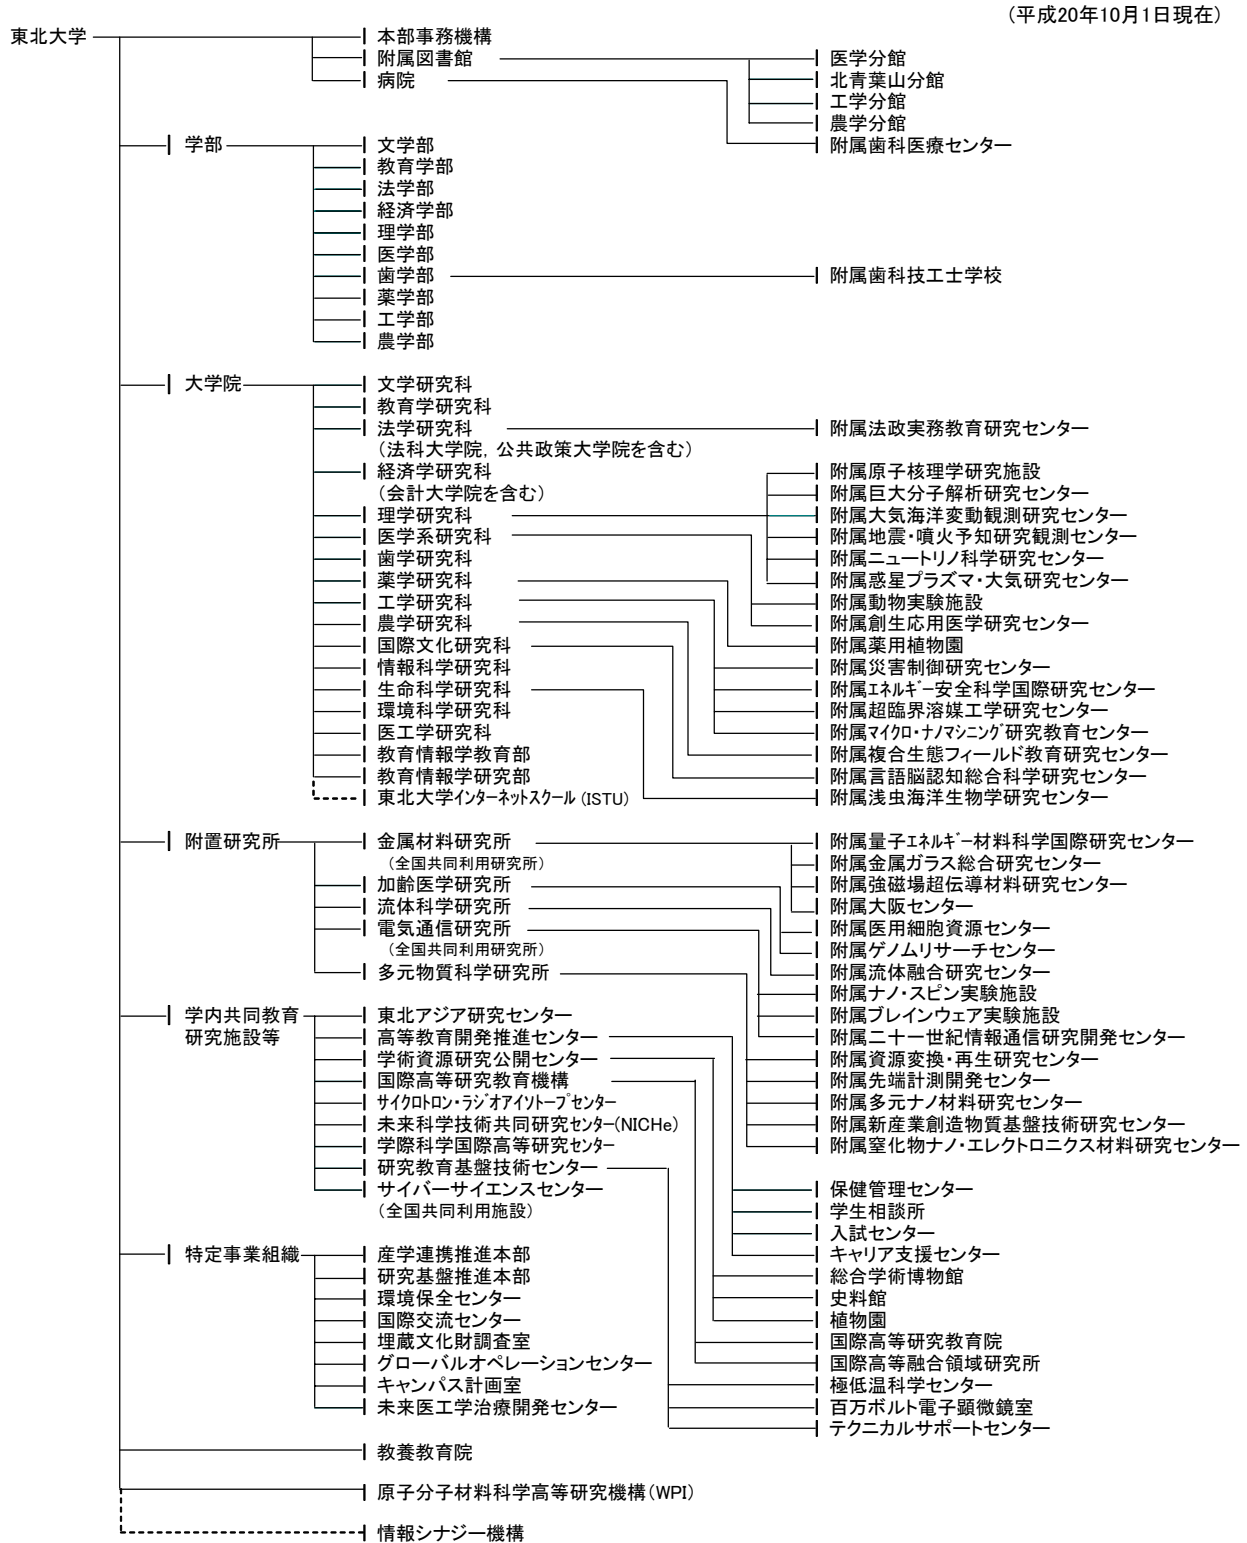 (平成20年10月1日現在)
東北大学
本部事務機構
附属図書館
医学分館
病院
北青葉山分館
工学分館
農学分館
学部
文学部
附属歯科医療センター
教育学部
法学部
経済学部
理学部
医学部
歯学部
附属歯科技工士学校
薬学部
工学部
農学部
大学院
文学研究科
教育学研究科
法学研究科
附属法政実務教育研究センター
(法科大学院, 公共政策大学院を含む)
経済学研究科
附属原子核理学研究施設
(会計大学院を含む)
附属巨大分子解析研究センター
理学研究科
附属大気海洋変動観測研究センター
医学系研究科
附属地震・噴火予知研究観測センター
歯学研究科
附属ニュートリノ科学研究センター
薬学研究科
附属惑星プラズマ・大気研究センター
工学研究科
附属動物実験施設
農学研究科
附属創生応用医学研究センター
国際文化研究科
附属薬用植物園
情報科学研究科
附属災害制御研究センター
生命科学研究科
附属エネルギー安全科学国際研究センター
環境科学研究科
附属超臨界溶媒工学研究センター
医工学研究科
附属マイクロ・ナノマシニング研究教育センター
教育情報学教育部
附属複合生態フィールド教育研究センター
教育情報学研究部
附属言語脳認知総合科学研究センター
東北大学インターネットスクール(ISTU)
附属浅虫海洋生物学研究センター
附置研究所
金属材料研究所
附属量子エネルギー材料科学国際研究センター
(全国共同利用研究所)
附属金属ガラス総合研究センター
加齢医学研究所
附属強磁場超伝導材料研究センター
流体科学研究所
附属大阪センター
電気通信研究所
附属医用細胞資源センター
(全国共同利用研究所)
附属ゲノムリサーチセンター
多元物質科学研究所
附属流体融合研究センター
附属ナノ・スピン実験施設
学内共同教育
東北アジア研究センター
附属ブレインウェア実験施設
研究施設等
高等教育開発推進センター
附属二十一世紀情報通信研究開発センター
学術資源研究公開センター
附属資源変換・再生研究センター
国際高等研究教育機構
附属先端計測開発センター
サイクロトロン・ラジオアイソトープセンター
附属多元ナノ材料研究センター
未来科学技術共同研究センター(NICHe)
附属新産業創造物質基盤技術研究センター
学際科学国際高等研究センター
附属窒化物ナノ・エレクトロニクス材料研究センター
研究教育基盤技術センター
サイバーサイエンスセンター
保健管理センター
(全国共同利用施設)
学生相談所
入試センター
特定事業組織
産学連携推進本部
キャリア支援センター
研究基盤推進本部
総合学術博物館
環境保全センター
史料館
国際交流センター
植物園
埋蔵文化財調査室
国際高等研究教育院
グローバルオペレーションセンター
国際高等融合領域研究所
キャンパス計画室
極低温科学センター
未来医工学治療開発センター
百万ボルト電子顕微鏡室
テクニカルサポートセンター
教養教育院
原子分子材料科学高等研究機構(WPI)
情報シナジー機構